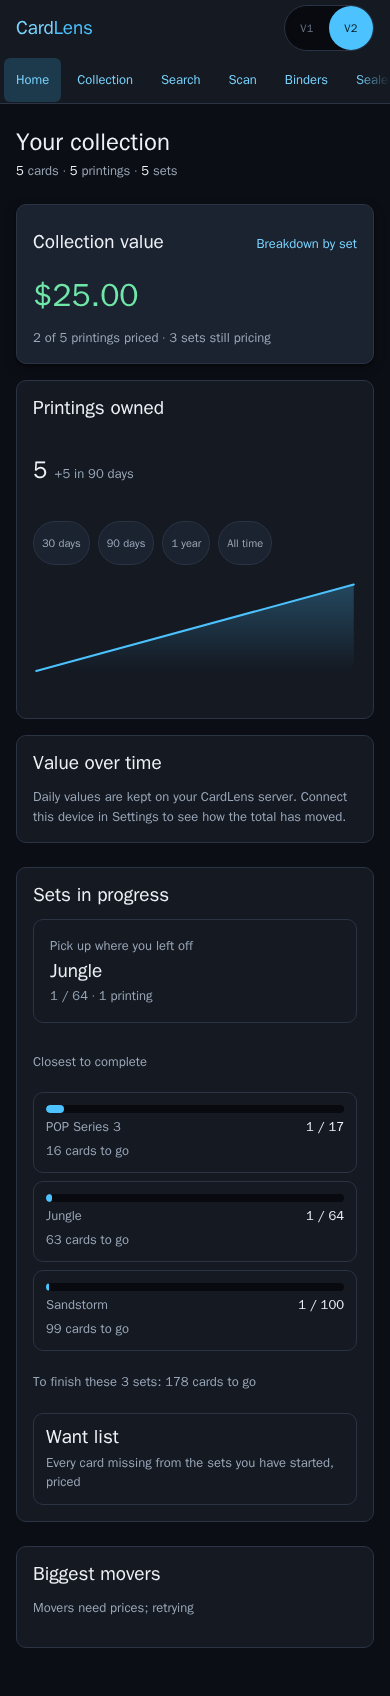 CardLens
V1
V2
Home
Collection
Search
Scan
Binders
Seale
Your collection
5 cards · 5 printings · 5 sets
Collection value
Breakdown by set
$25.00
2 of 5 printings priced · 3 sets still pricing
Printings owned
5 +5 in 90 days
30 days
90 days
1 year
All time
Value over time
Daily values are kept on your CardLens server. Connect
this device in Settings to see how the total has moved.
Sets in progress
Pick up where you left off
Jungle
1 / 64 · 1 printing
Closest to complete
POP Series 3
1 / 17
16 cards to go
Jungle
1 / 64
63 cards to go
Sandstorm
1 / 100
99 cards to go
To finish these 3 sets: 178 cards to go
Want list
Every card missing from the sets you have started,
priced
Biggest movers
Movers need prices; retrying